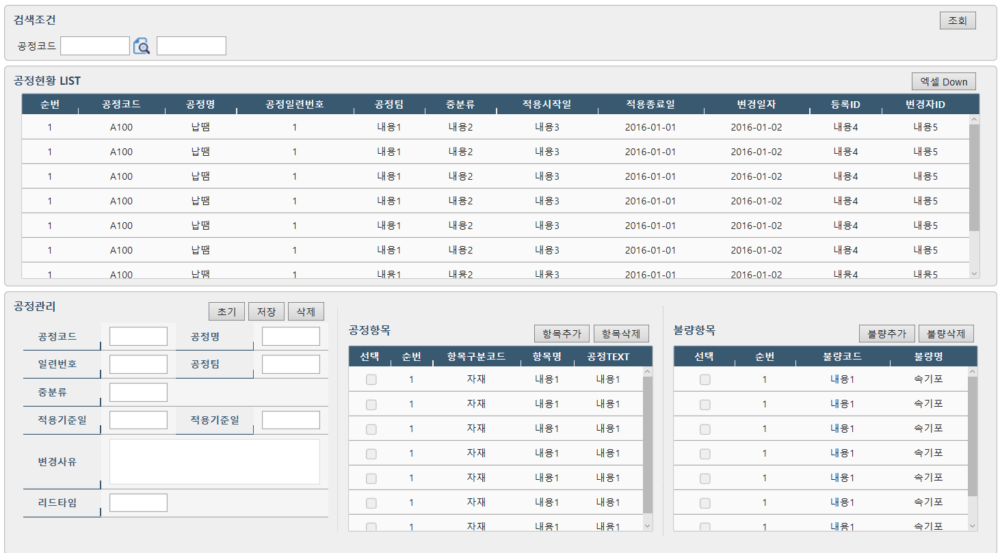 검색조건
조회
공정코드
공정현황 LIST
엑셀 Down
순번 공정코드 공정명 공정일련번호 공정팀 중분류 적용시작일 적용종료일 변경일자 등록ID 변경자ID
1 A100 납땜 1 내용1 내용2 내용3 2016-01-01 2016-01-02 내용4 내용5
1 A100 납땜 1 내용1 내용2 내용3 2016-01-01 2016-01-02 내용4 내용5
1 A100 납땜 1 내용1 내용2 내용3 2016-01-01 2016-01-02 내용4 내용5
1 A100 납땜 1 내용1 내용2 내용3 2016-01-01 2016-01-02 내용4 내용5
1 A100 납땜 1 내용1 내용2 내용3 2016-01-01 2016-01-02 내용4 내용5
1 A100 납땜 1 내용1 내용2 내용3 2016-01-01 2016-01-02 내용4 내용5
1 A100 납땜 1 내용1 내용2 내용3 2016-01-01 2016-01-02 내용4 내용5
공정관리
초기 저장 삭제
공정코드 공정명
일련번호 공정팀
중분류
적용기준일 적용기준일
변경사유
리드타임
공정항목
항목추가 항목삭제
선택 순번 항목구분코드 항목명 공정TEXT
1 자재 내용1 내용1
1 자재 내용1 내용1
1 자재 내용1 내용1
1 자재 내용1 내용1
1 자재 내용1 내용1
1 자재 내용1 내용1
1 자재 내용1 내용1
불량항목
불량추가 불량삭제
선택 순번 불량코드 불량명
1 내용1 속기포
1 내용1 속기포
1 내용1 속기포
1 내용1 속기포
1 내용1 속기포
1 내용1 속기포
1 내용1 속기포